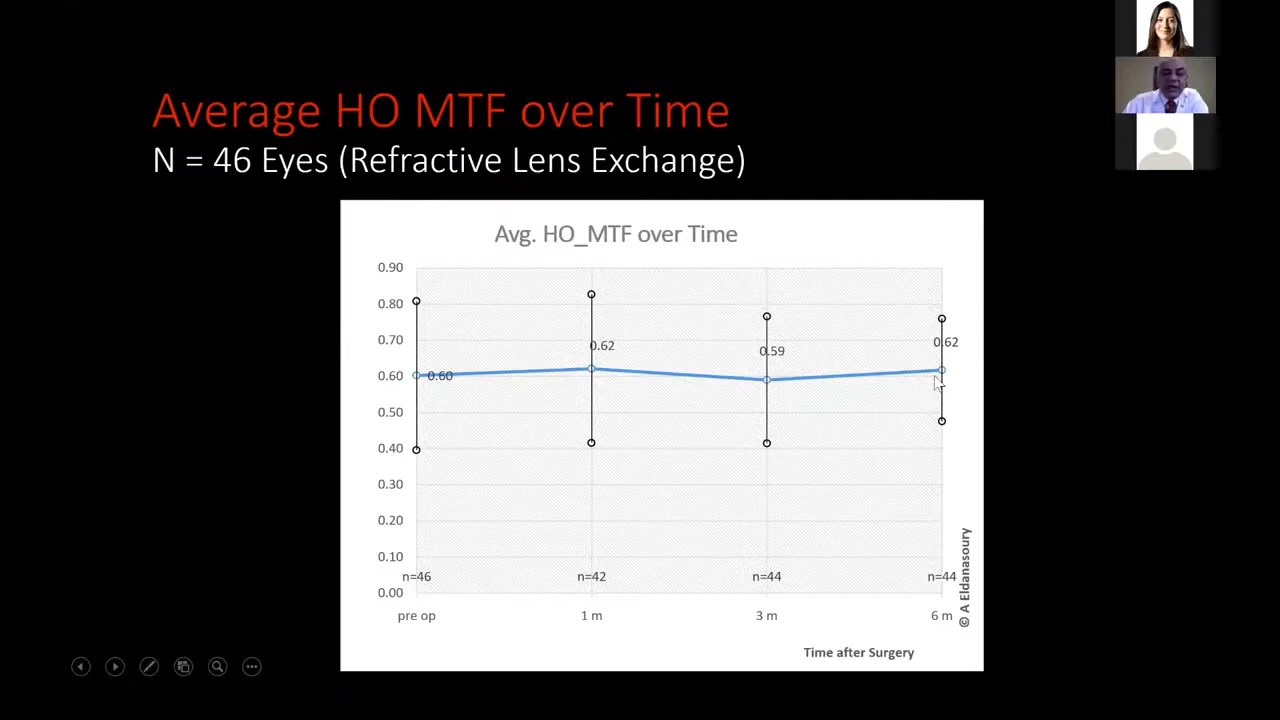 Average HO MTF over Time
N = 46 Eyes (Refractive Lens Exchange)
Avg. HO_MTF over Time
0.90
0.80
0.70
0.60
0.50
0.40
0.30
0.20
0.10
0.00
0.60
0.62
0.59
0.62
n=46
n=42
n=44
n=44
pre op
1 m
3 m
6 m
Time after Surgery
© A Eldanasoury